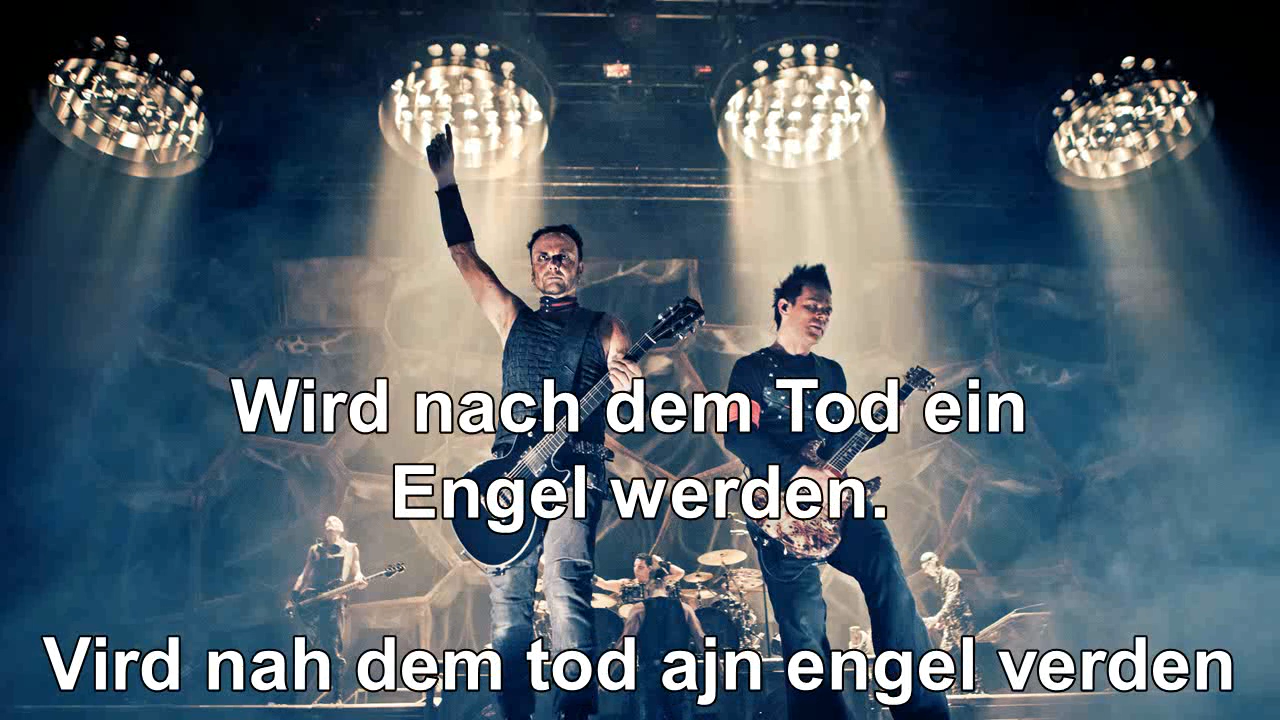 Wird nach dem Tod ein
Engel werden.
Vird nah dem tod ajn engel verden